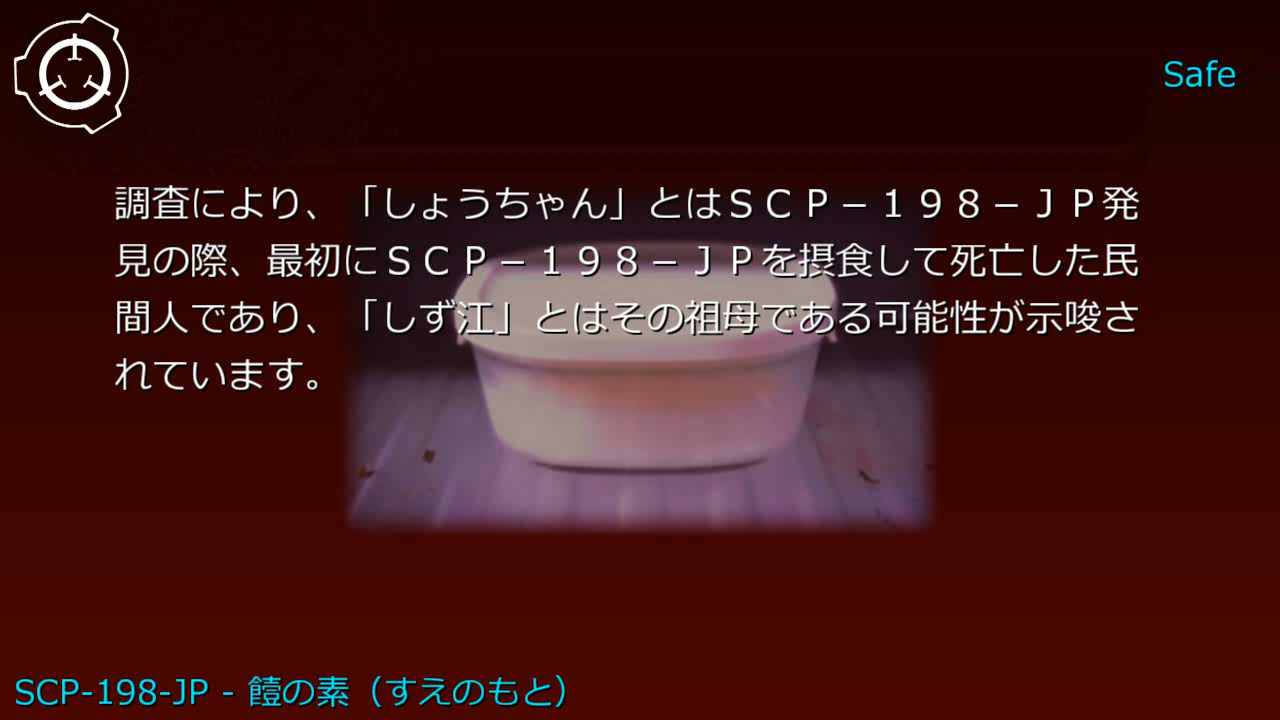 Safe
調査により、「しょうちゃん」とはＳＣＰ－１９８－ＪＰ発
見の際、最初にＳＣＰ－１９８－ＪＰを摂食して死亡した民
間人であり、「しず江」とはその祖母である可能性が示唆さ
れています。
SCP-198-JP - 饐の素（すえのもと）